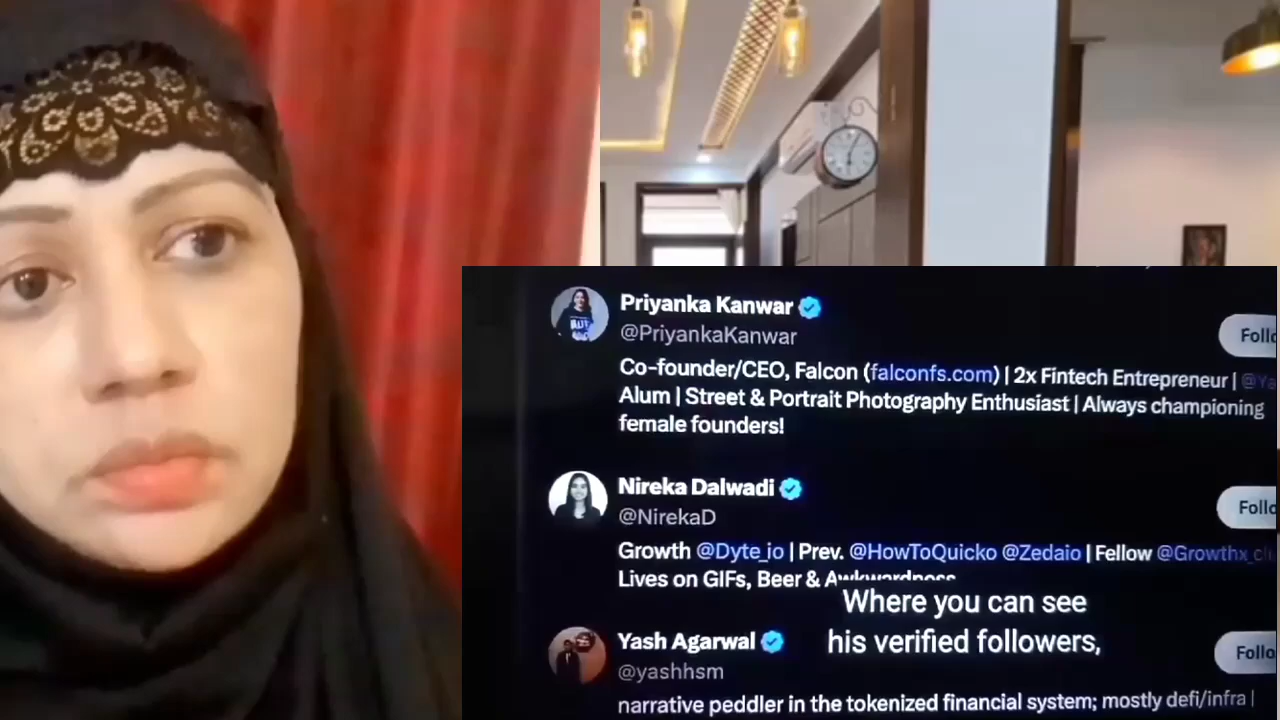 Priyanka Kanwar
@PriyankaKanwar
Follo
Co-founder/CEO, Falcon (falconfs.com) | 2x Fintech Entrepreneur | @Ya
Alum | Street & Portrait Photography Enthusiast | Always championing
female founders!
Nireka Dalwadi
@NirekaD
Follo
Growth @Dyte_io | Prev. @HowToQuicko @Zedaio | Fellow @Growthx_cl
Lives on GIFs, Beer & Awkwardness
Where you can see
his verified followers,
Yash Agarwal
@yashhsm
Follo
narrative peddler in the tokenized financial system; mostly defi/infra |